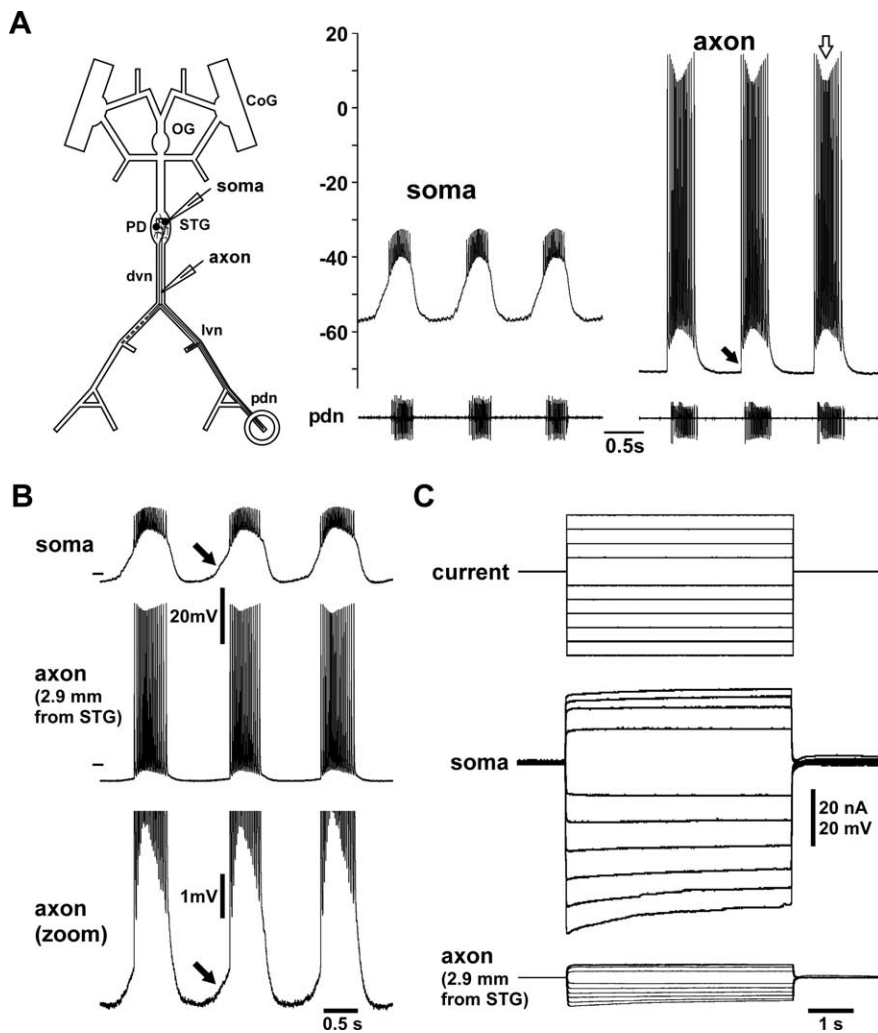 A
CoG
OG
soma
PD
STG
axon
dvn
lvn
pdn
20
0
-20
-40
-60
soma
axon
pdn
0.5s
B
soma
20mV
axon
(2.9 mm
from STG)
1mV
axon
(zoom)
0.5 s
C
current
soma
20 nA
20 mV
axon
(2.9 mm
from STG)
1 s